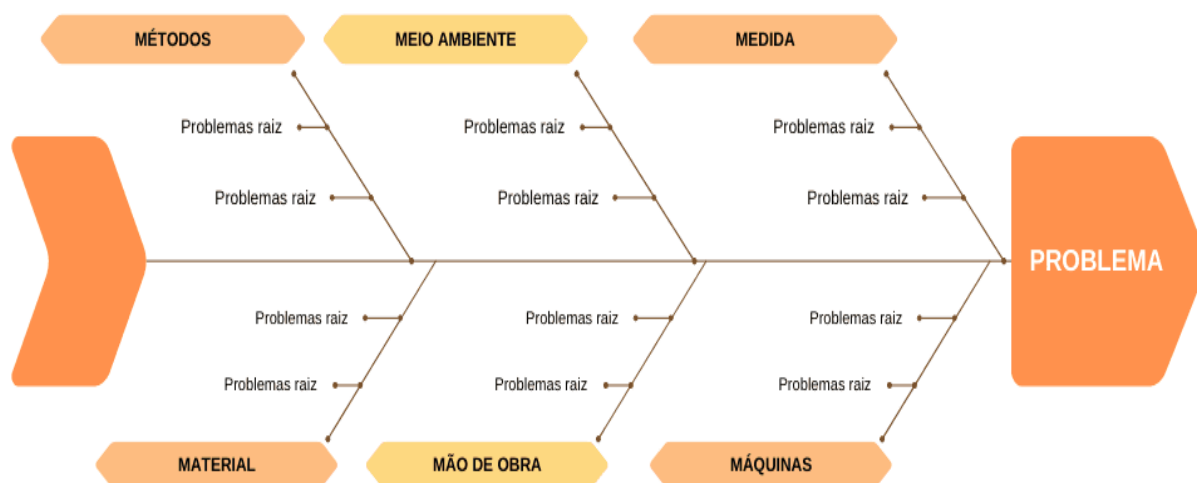 MÉTODOS
MEIO AMBIENTE
MEDIDA
Problemas raiz
Problemas raiz
Problemas raiz
Problemas raiz
Problemas raiz
Problemas raiz
PROBLEMA
Problemas raiz
Problemas raiz
Problemas raiz
Problemas raiz
Problemas raiz
Problemas raiz
MATERIAL
MÃO DE OBRA
MÁQUINAS